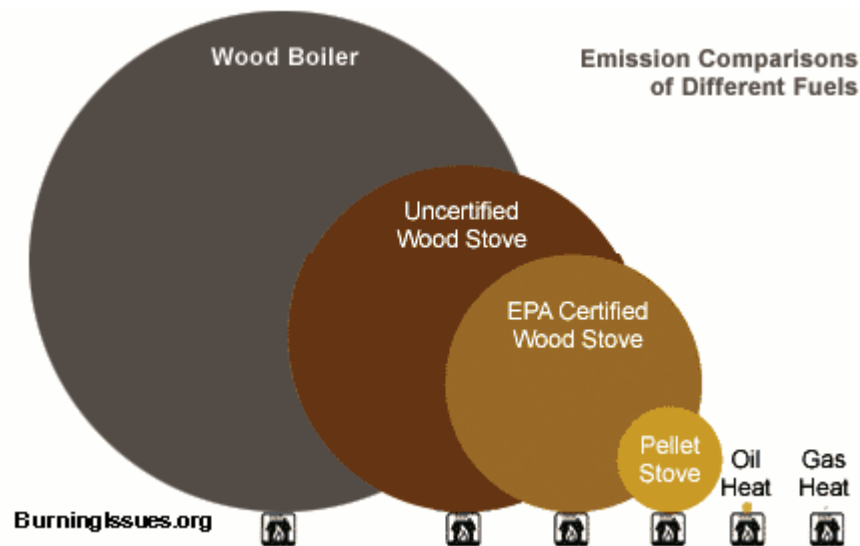 Wood Boiler
Emission Comparisons
of Different Fuels
Uncertified
Wood Stove
EPA Certified
Wood Stove
Pellet
Stove
Oil
Heat
Gas
Heat
BurningIssues.org